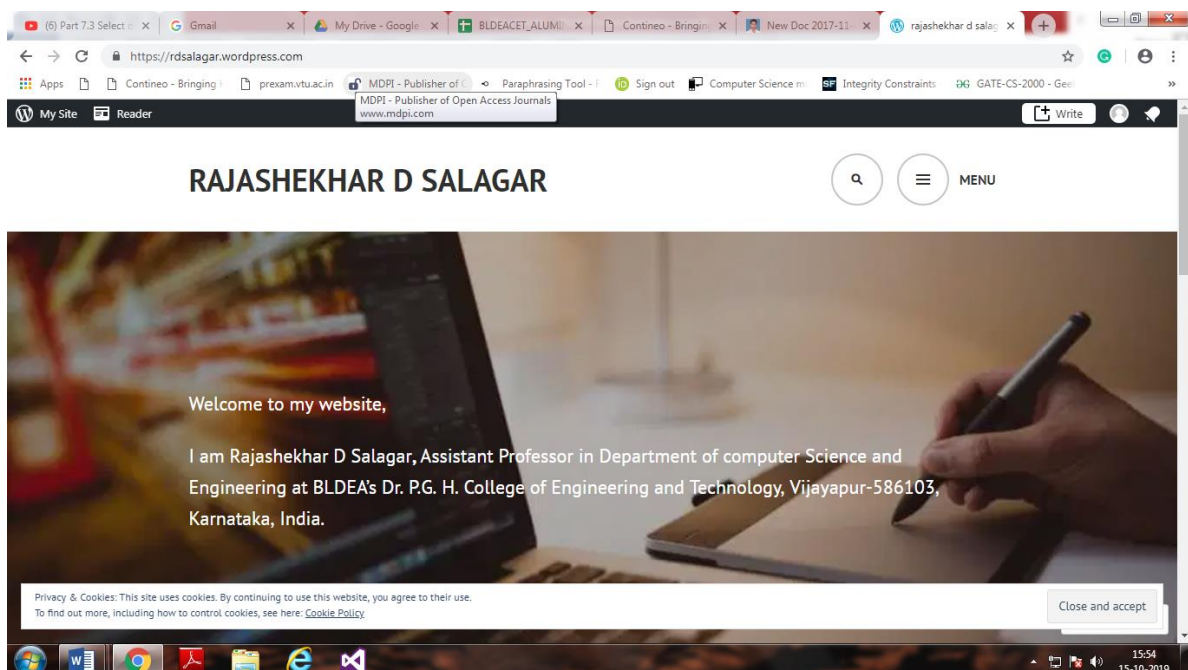 (6) Part 7.3 Select
Gmail
My Drive - Google
BLDEACET_ALUMI
Contineo - Bringin
New Doc 2017-11-
rajashekhar d salag
https://rdsalagar.wordpress.com
Apps
Contineo - Bringing
prexam.vtu.ac.in
MDPI - Publisher of
Paraphrasing Tool -
Sign out
Computer Science m
SF Integrity Constraints
GATE-CS-2000 - Gee
MDPI - Publisher of Open Access Journals
www.mdpi.com
My Site
Reader
Write
RAJASHEKHAR D SALAGAR
MENU
Welcome to my website,
I am Rajashekhar D Salagar, Assistant Professor in Department of computer Science and
Engineering at BLDEA's Dr. P.G. H. College of Engineering and Technology, Vijayapur-586103,
Karnataka, India.
Privacy & Cookies: This site uses cookies. By continuing to use this website, you agree to their use.
To find out more, including how to control cookies, see here: Cookie Policy
Close and accept
15:54
15-10-2019